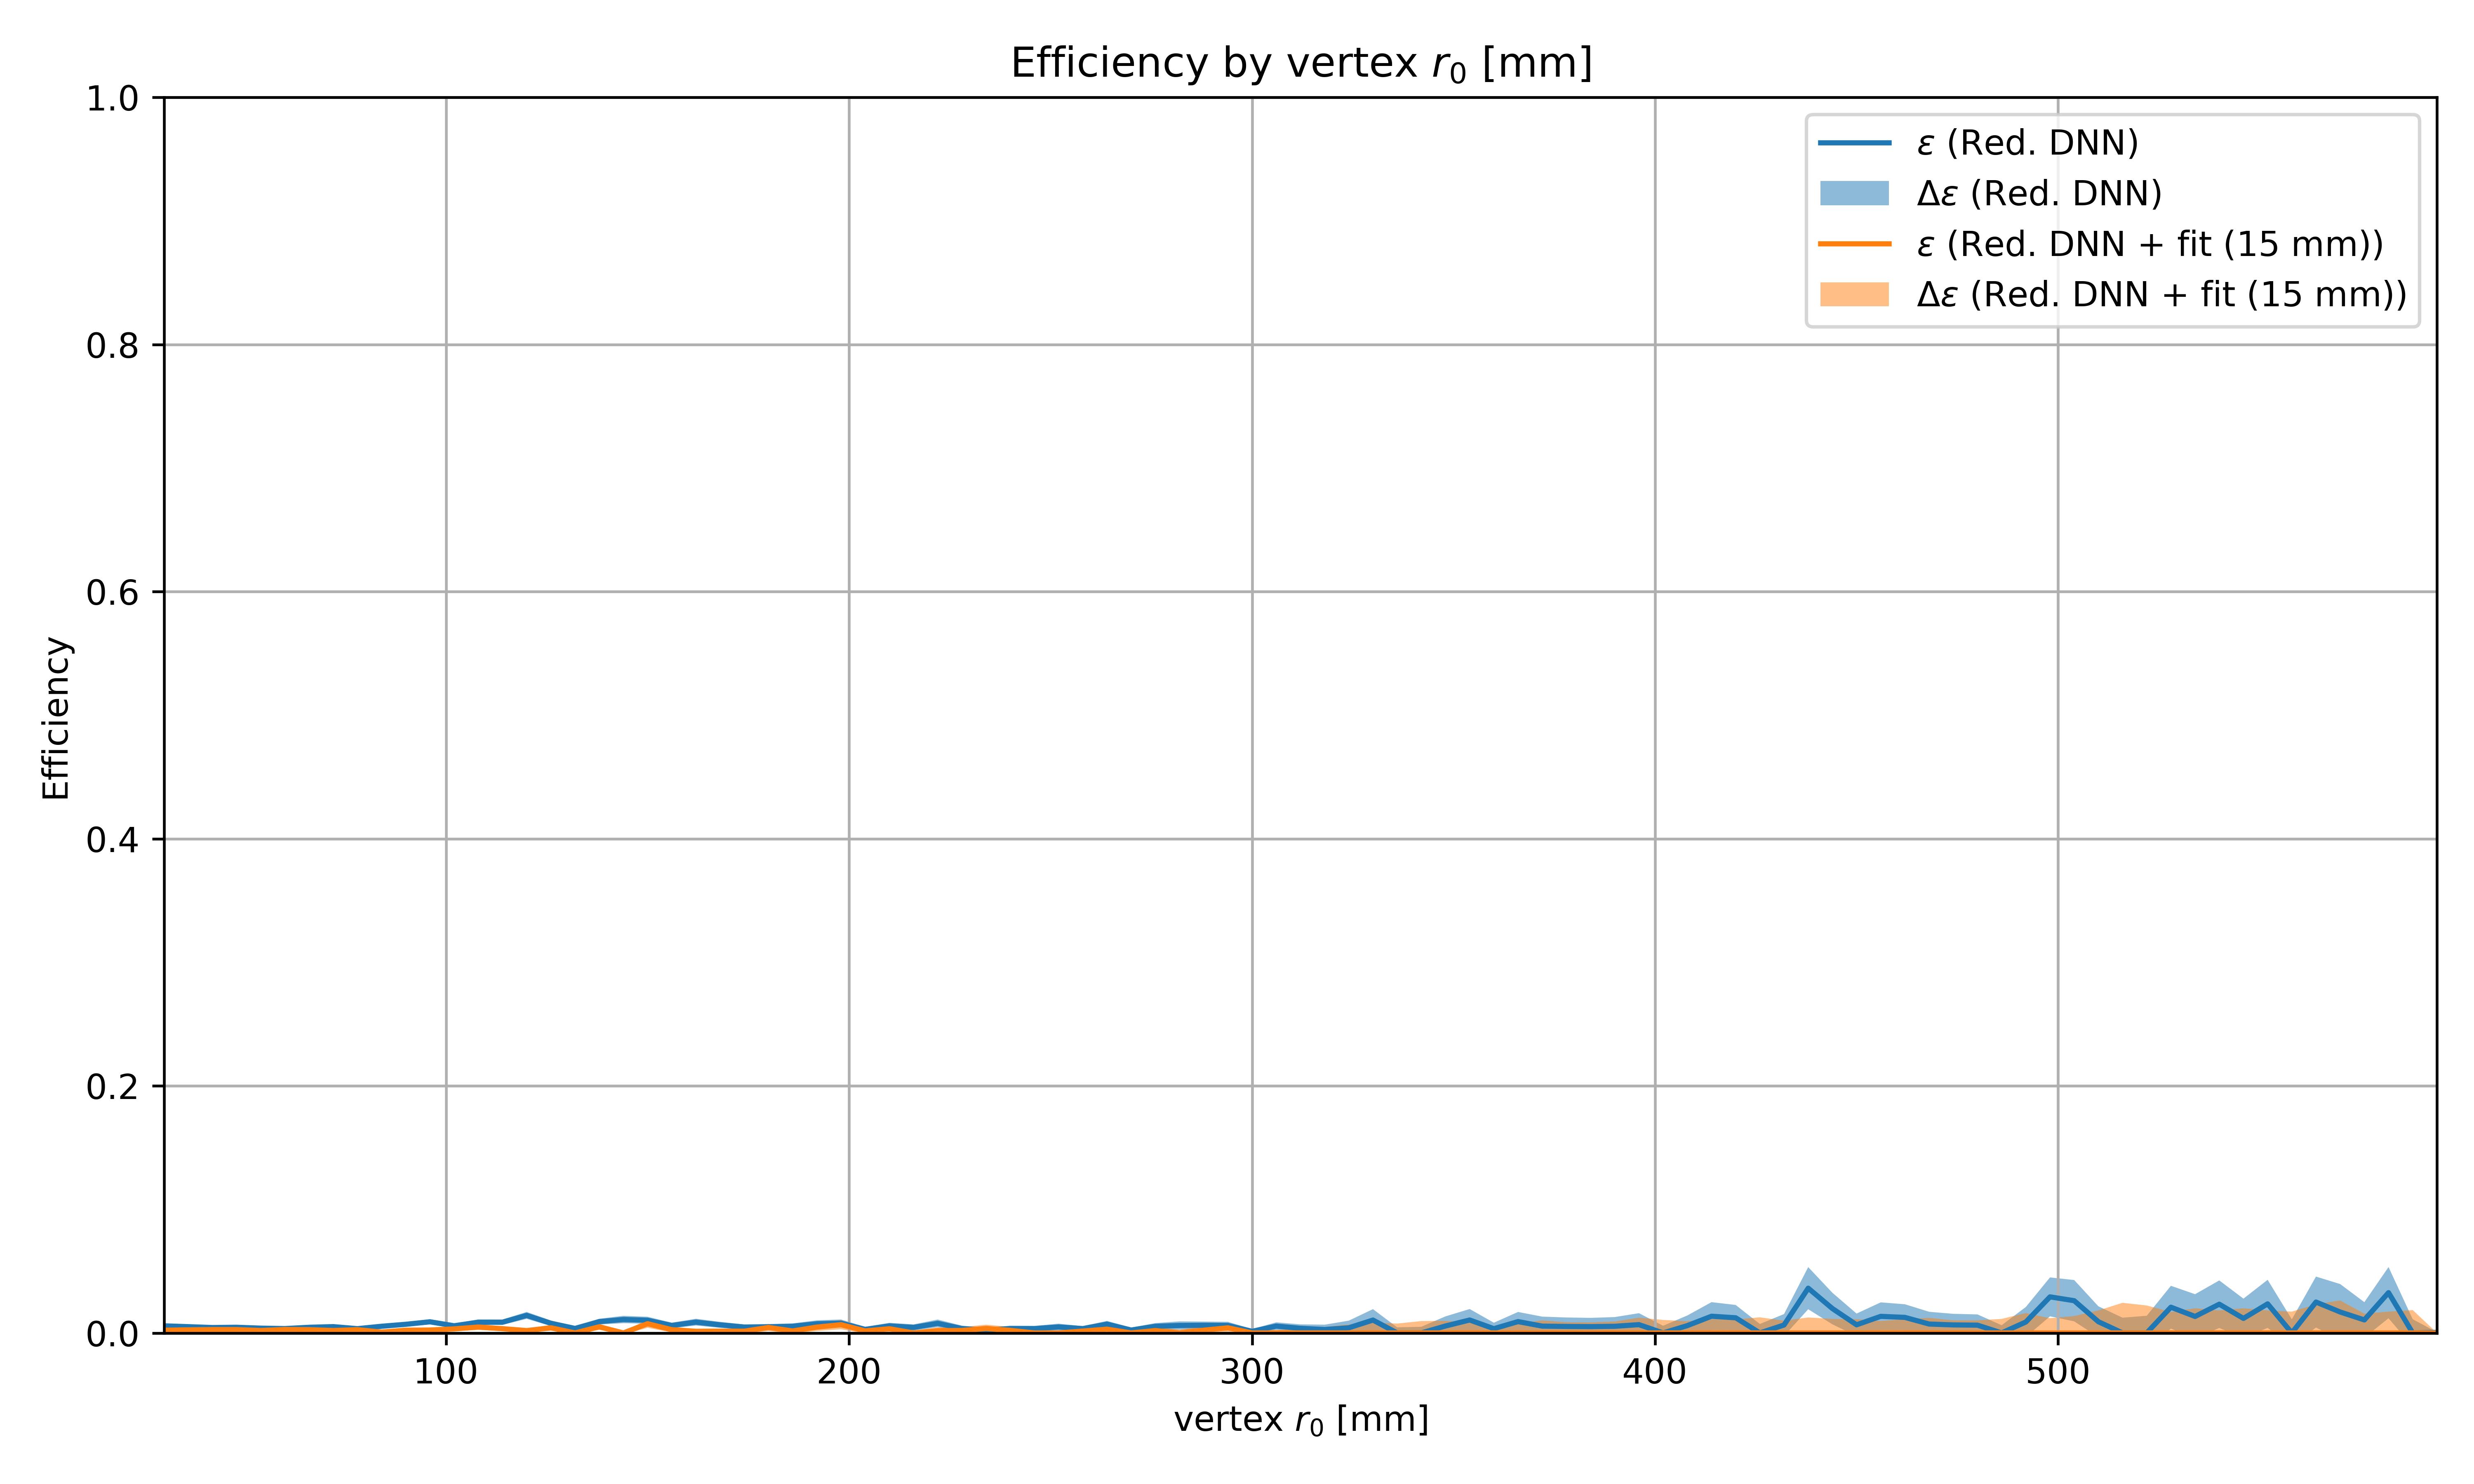 Efficiency by vertex r₀ [mm]
ε (Red. DNN)
Δε (Red. DNN)
ε (Red. DNN + fit (15 mm))
Δε (Red. DNN + fit (15 mm))
Efficiency
1.0
0.8
0.6
0.4
0.2
0.0
100 200 300 400 500
vertex r₀ [mm]